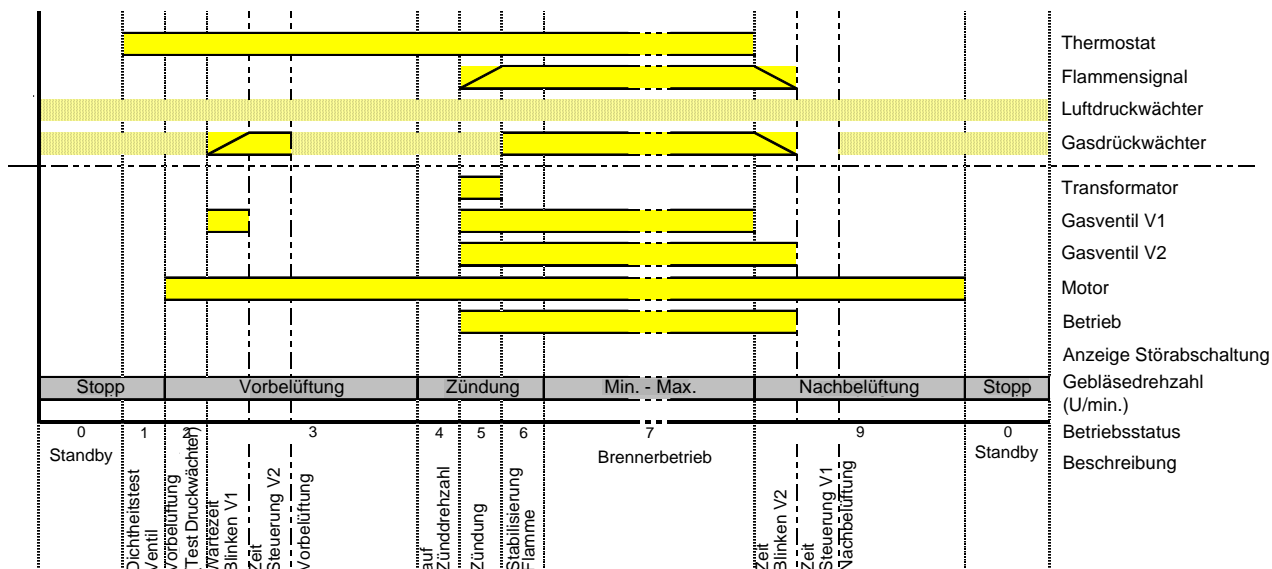 Thermostat
Flammensignal
Luftdruckwächter
Gasdrückwächter
Transformator
Gasventil V1
Gasventil V2
Motor
Betrieb
Anzeige Störabschaltung
Stopp Vorbelüftung Zündung Min. - Max. Nachbelüftung Stopp Gebläsedrehzahl
(U/min.)
0 1 2 3 4 5 6 7 9 0 Betriebsstatus
Standby Brennerbetrieb Standby Beschreibung
Dichtheitstest
Ventil
Vorbelüftung
(Test Druckwächter)
Wartezeit
Blinken V1
Zeit
Steuerung V2
Vorbelüftung
auf
Zünddrehzahl
Zündung
Stabilisierung
Flamme
Zeit
Blinken V2
Zeit
Steuerung V1
Nachbelüftung